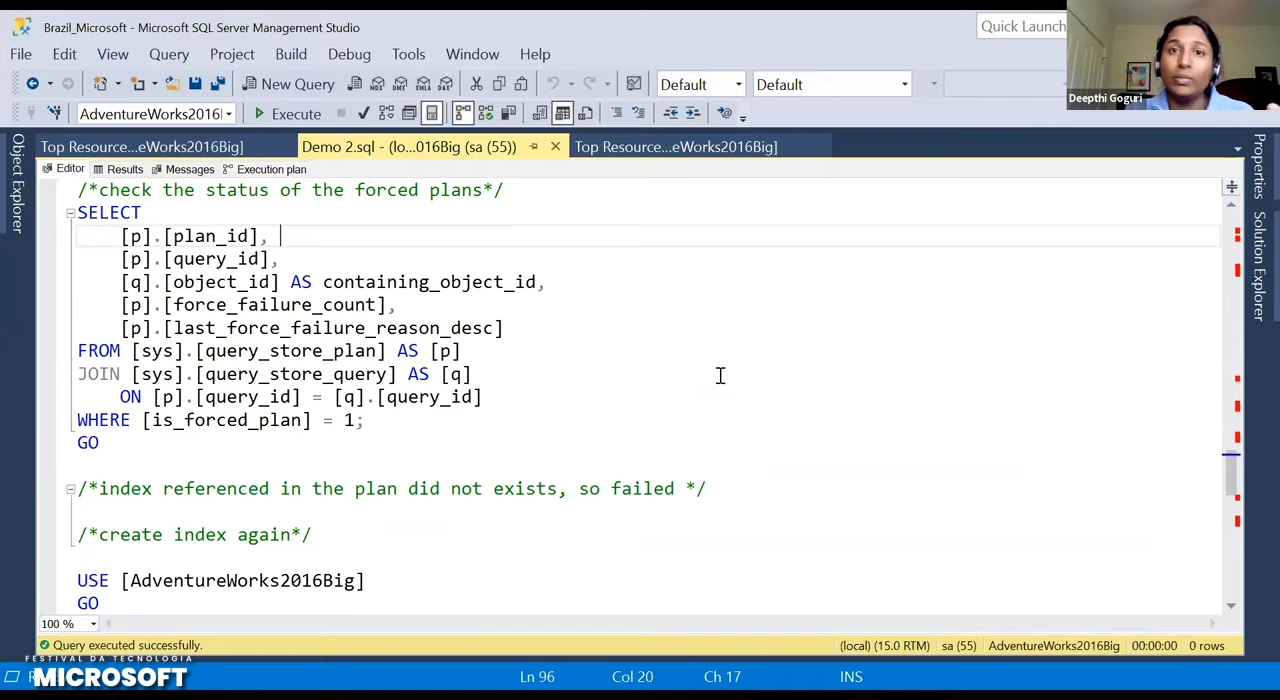 Brazil_Microsoft - Microsoft SQL Server Management Studio
Quick Launch
File Edit View Query Project Build Debug Tools Window Help
New Query
Default
Default
Deepthi Goguri
AdventureWorks2016
Execute
Object Explorer
Top Resource...eWorks2016Big]
Demo 2.sql - (lo...016Big (sa (55))
Top Resource...eWorks2016Big]
Properties
Solution Explorer
Editor Results Messages Execution plan
/*check the status of the forced plans*/
SELECT
[p].[plan_id],
[p].[query_id],
[q].[object_id] AS containing_object_id,
[p].[force_failure_count],
[p].[last_force_failure_reason_desc]
FROM [sys].[query_store_plan] AS [p]
JOIN [sys].[query_store_query] AS [q]
ON [p].[query_id] = [q].[query_id]
WHERE [is_forced_plan] = 1;
GO
/*index referenced in the plan did not exists, so failed */
/*create index again*/
USE [AdventureWorks2016Big]
GO
100 %
Query executed successfully.
(local) (15.0 RTM) sa (55) AdventureWorks2016Big 00:00:00 0 rows
FESTIVAL DA TECNOLOGIA
MICROSOFT
Ln 96 Col 20 Ch 17 INS